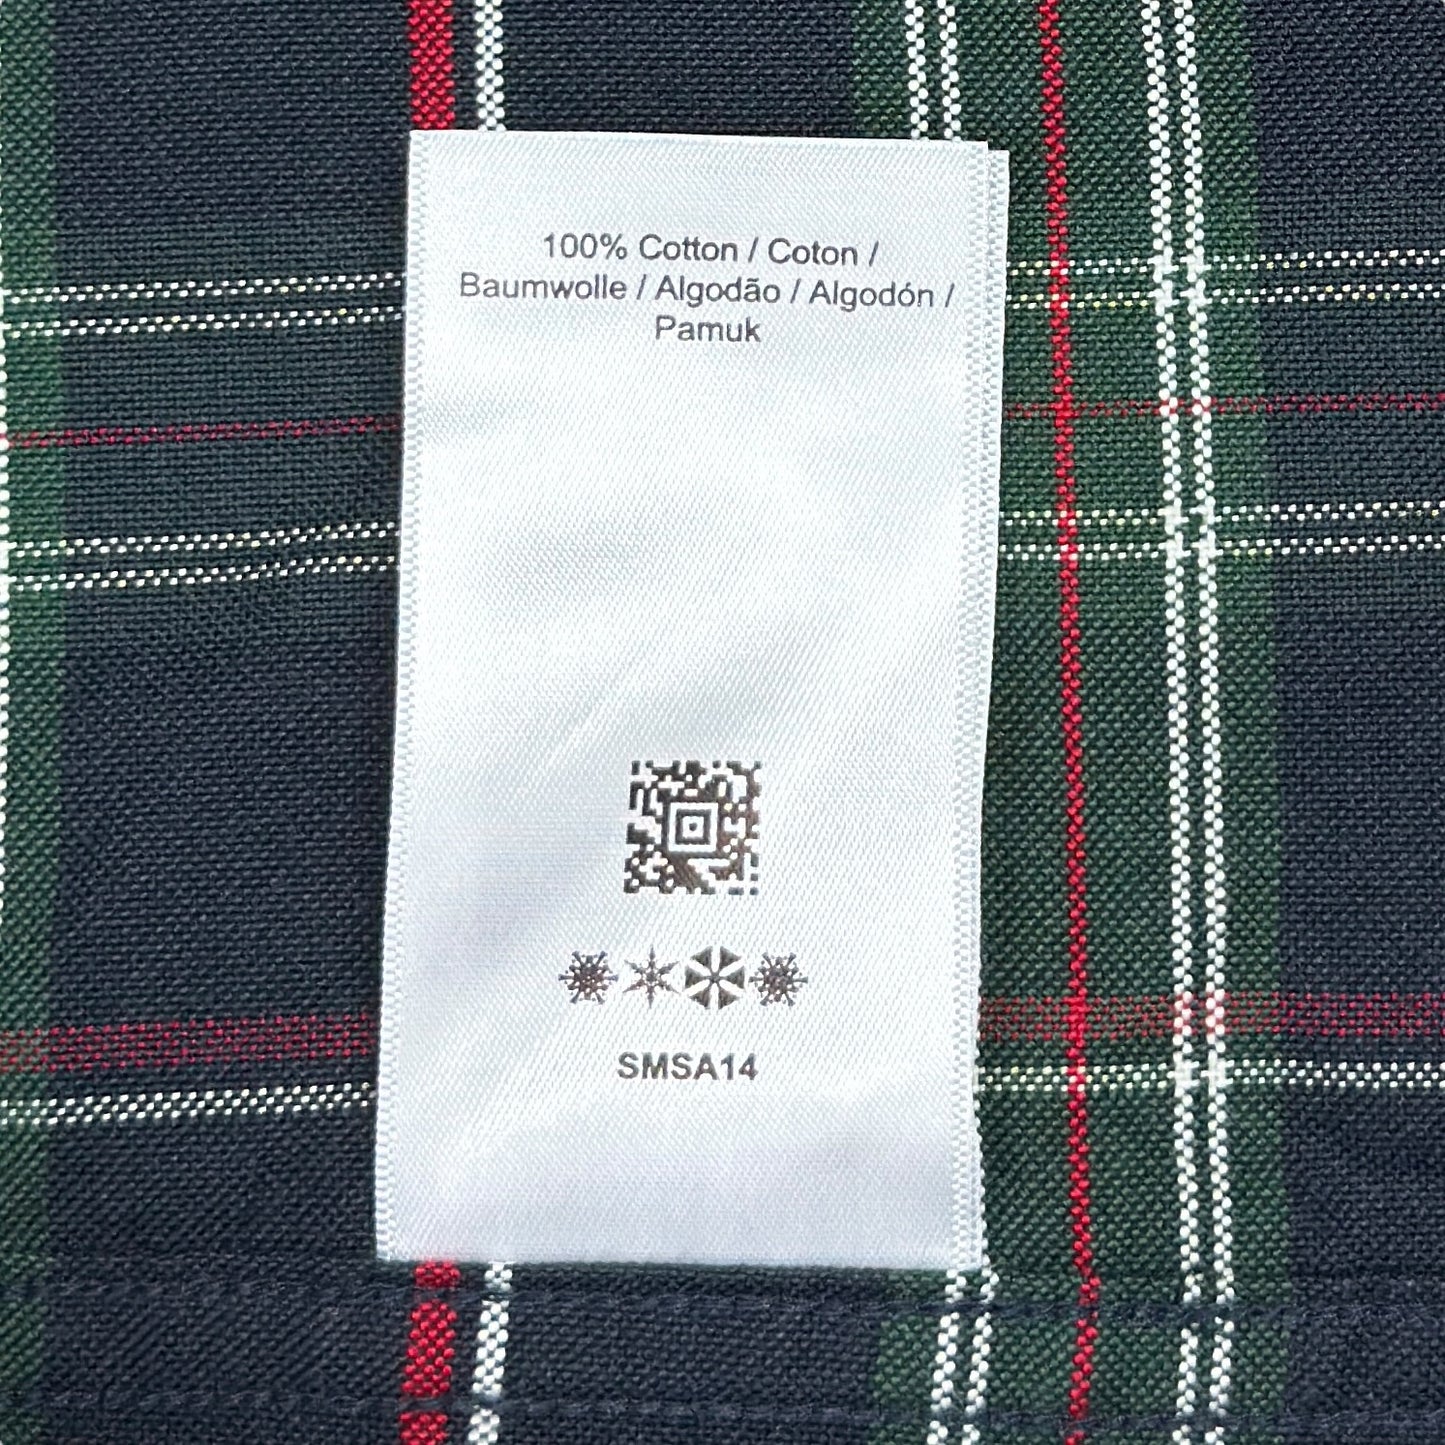 100% Cotton / Coton /
Baumwolle / Algodão / Algodón /
Pamuk
SMSA14